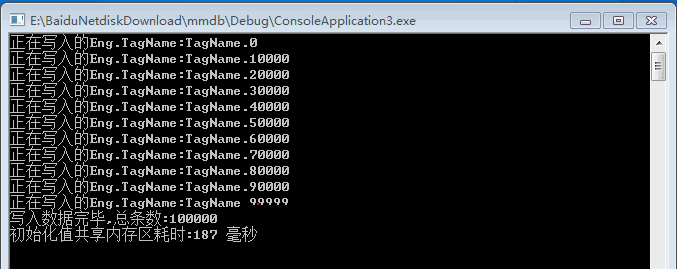 E:\BaiduNetdiskDownload\mmdb\Debug\ConsoleApplication3.exe
正在写入的Eng.TagName:TagName.0
正在写入的Eng.TagName:TagName.10000
正在写入的Eng.TagName:TagName.20000
正在写入的Eng.TagName:TagName.30000
正在写入的Eng.TagName:TagName.40000
正在写入的Eng.TagName:TagName.50000
正在写入的Eng.TagName:TagName.60000
正在写入的Eng.TagName:TagName.70000
正在写入的Eng.TagName:TagName.80000
正在写入的Eng.TagName:TagName.90000
正在写入的Eng.TagName:TagName 99999
写入数据完毕,总条数:100000
初始化值共享内存区耗时:187 毫秒